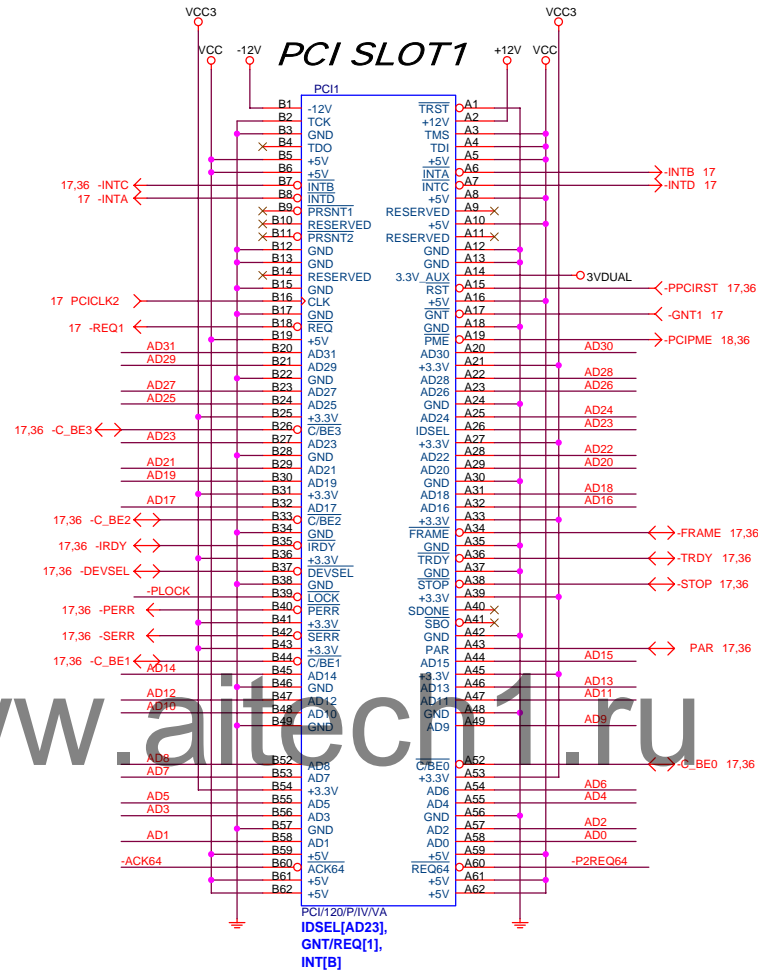 VCC3
VCC3
VCC
-12V
PCI SLOT1
+12V
VCC
PCI1
B1 -12V TRST A1
B2 TCK +12V A2
B3 GND TMS A3
B4 TDO TDI A4
B5 +5V +5V A5
B6 +5V INTA A6 -INTB 17
17,36 -INTC B7 INTB INTC A7 -INTD 17
17 -INTA B8 INTD +5V A8
B9 PRSNT1 RESERVED A9
B10 RESERVED +5V A10
B11 PRSNT2 RESERVED A11
B12 GND GND A12
B13 GND GND A13
B14 RESERVED 3.3V_AUX A14 3VDUAL
B15 GND RST A15 -PPCIRST 17,36
17 PCICLK2 B16 CLK +5V A16
B17 GND GNT A17 -GNT1 17
17 -REQ1 B18 REQ GND A18
B19 +5V PME A19 -PCIPME 18,36
AD31 B20 AD31 AD30 A20 AD30
AD29 B21 AD29 +3.3V A21
B22 GND AD28 A22 AD28
AD27 B23 AD27 AD26 A23 AD26
AD25 B24 AD25 GND A24
B25 +3.3V AD24 A25 AD24
17,36 -C_BE3 B26 C/BE3 IDSEL A26 AD23
AD23 B27 AD23 +3.3V A27
B28 GND AD22 A28 AD22
AD21 B29 AD21 AD20 A29 AD20
AD19 B30 AD19 GND A30
B31 +3.3V AD18 A31 AD18
AD17 B32 AD17 AD16 A32 AD16
17,36 -C_BE2 B33 C/BE2 +3.3V A33
B34 GND FRAME A34 -FRAME 17,36
17,36 -IRDY B35 IRDY GND A35
B36 +3.3V TRDY A36 -TRDY 17,36
17,36 -DEVSEL B37 DEVSEL GND A37
B38 GND STOP A38 -STOP 17,36
-PLOCK B39 LOCK +3.3V A39
17,36 -PERR B40 PERR SDONE A40
B41 +3.3V SBO A41
17,36 -SERR B42 SERR GND A42
B43 +3.3V PAR A43 PAR 17,36
17,36 -C_BE1 B44 C/BE1 AD15 A44 AD15
AD14 B45 AD14 +3.3V A45
B46 GND AD13 A46 AD13
AD12 B47 AD12 AD11 A47 AD11
AD10 B48 AD10 GND A48
B49 GND AD9 A49 AD9
w.aitech1.ru
AD8 B52 AD8 C/BE0 A52 -C_BE0 17,36
AD7 B53 AD7 +3.3V A53
B54 +3.3V AD6 A54 AD6
AD5 B55 AD5 AD4 A55 AD4
AD3 B56 AD3 GND A56
B57 GND AD2 A57 AD2
AD1 B58 AD1 AD0 A58 AD0
B59 +5V +5V A59
-ACK64 B60 ACK64 REQ64 A60 -P2REQ64
B61 +5V +5V A61
B62 +5V +5V A62
PCI/120/P/IV/VA
IDSEL[AD23],
GNT/REQ[1],
INT[B]